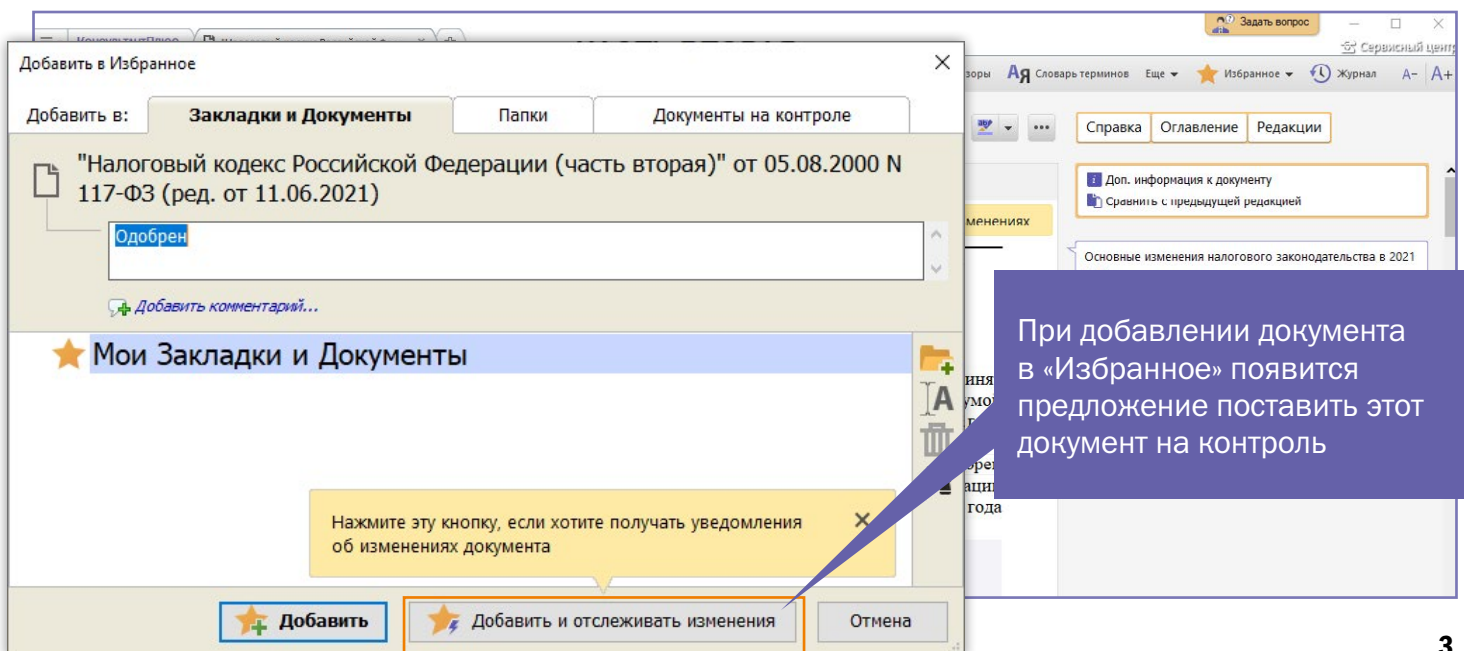 Задать вопрос
КонсультантПлюс
Сервисный центр
Добавить в Избранное
Словарь терминов Еще Избранное Журнал А- А+
Добавить в: Закладки и Документы Папки Документы на контроле
Справка Оглавление Редакции
"Налоговый кодекс Российской Федерации (часть вторая)" от 05.08.2000 N
117-ФЗ (ред. от 11.06.2021)
Доп. информация к документу
Сравнить с предыдущей редакцией
Одобрен
Основные изменения налогового законодательства в 2021
Добавить комментарий...
Мои Закладки и Документы
При добавлении документа
в «Избранное» появится
предложение поставить этот
документ на контроль
года
Нажмите эту кнопку, если хотите получать уведомления
об изменениях документа
Добавить Добавить и отслеживать изменения Отмена
3